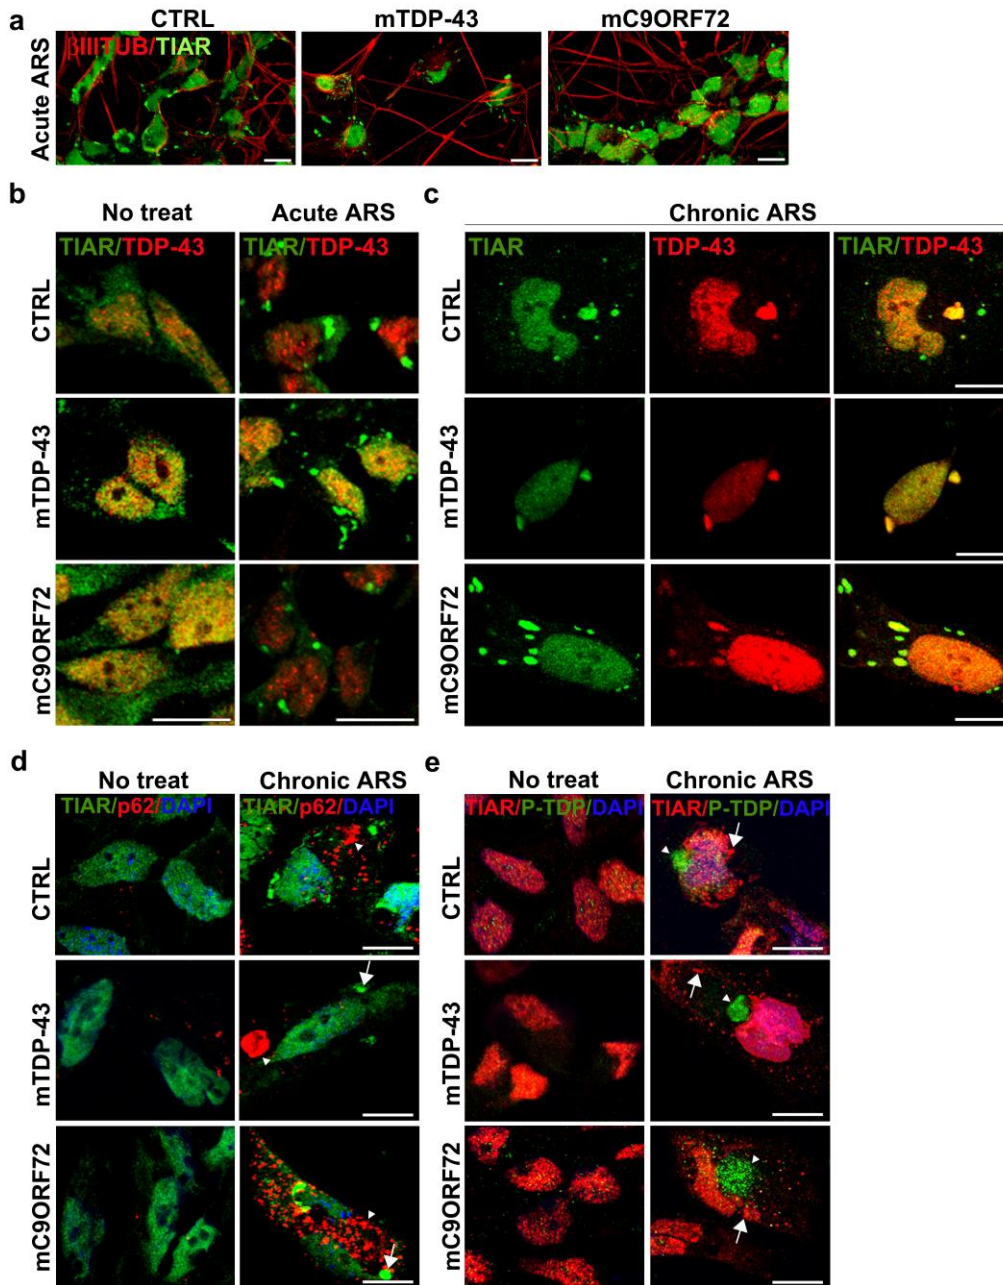 a
CTRL
mTDP-43
mC9ORF72
Acute ARS
βIIITUB/TIAR
b
No treat
Acute ARS
TIAR/TDP-43
TIAR/TDP-43
CTRL
mTDP-43
mC9ORF72
c
Chronic ARS
TIAR
TDP-43
TIAR/TDP-43
CTRL
mTDP-43
mC9ORF72
d
No treat
Chronic ARS
TIAR/p62/DAPI
TIAR/p62/DAPI
CTRL
mTDP-43
mC9ORF72
e
No treat
Chronic ARS
TIAR/P-TDP/DAPI
TIAR/P-TDP/DAPI
CTRL
mTDP-43
mC9ORF72